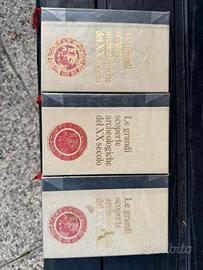 Le grandi
scoperte
archeologiche
del XX secolo
Le grandi
scoperte
archeologiche
del XX secolo
Le grandi
scoperte
archeo
del XX
subito